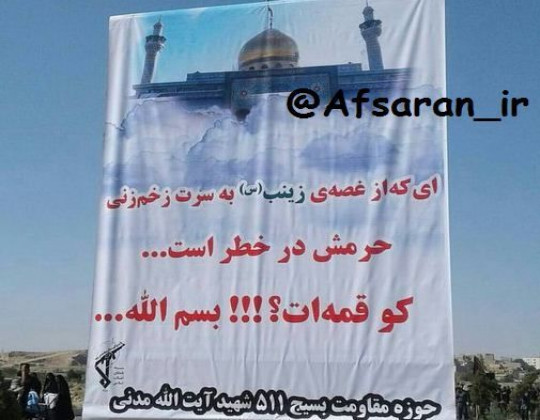 @Afsaran_ir
ای که از غصه‌ی زینب(س) به سرت زخم زنی
حرمش در خطر است...
کو قمه‌ات؟!!! بسم الله...
حوزه مقاومت بسیج ۵۱۱ شهید آیت الله مدنی